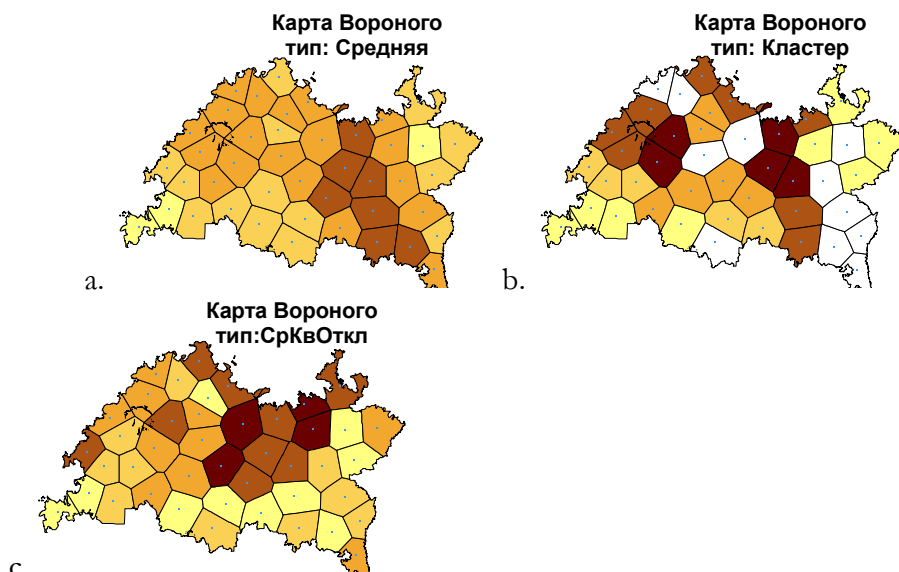 Карта Вороного
тип: Средняя
Карта Вороного
тип: Кластер
a.
b.
Карта Вороного
тип:СрКвОткл
c.